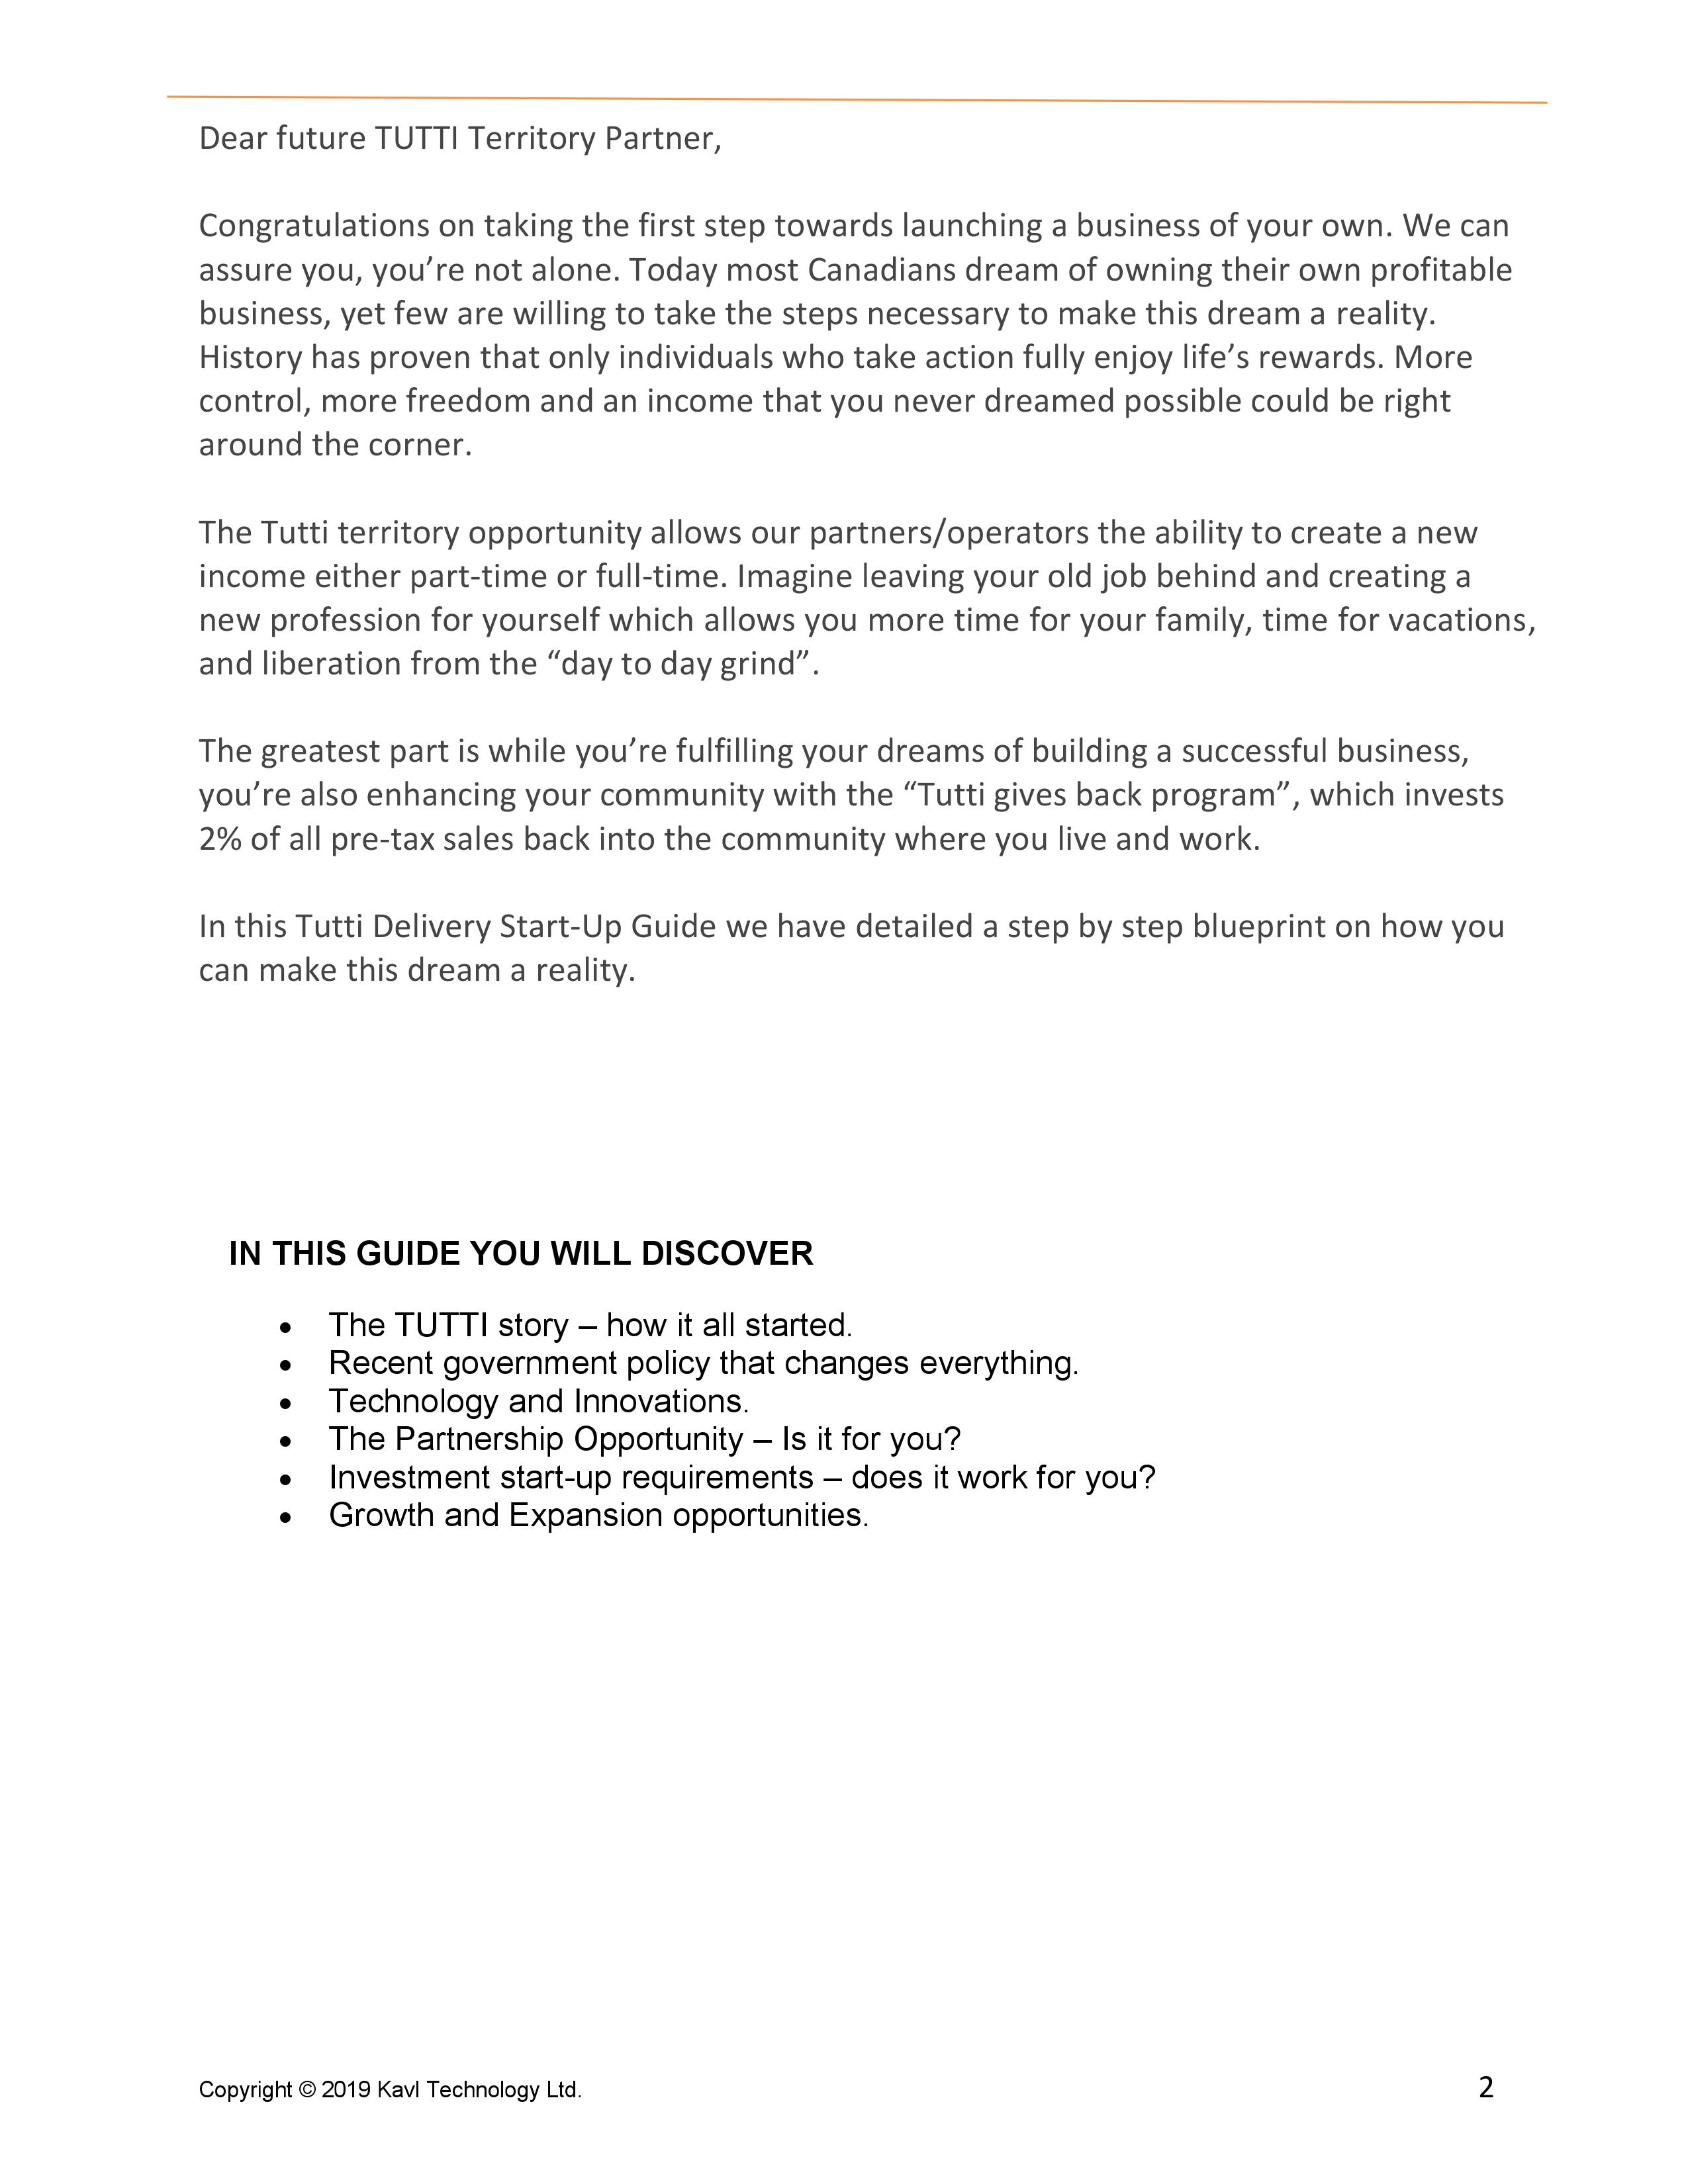 Dear future TUTTI Territory Partner,
Congratulations on taking the first step towards launching a business of your own. We can
assure you, you’re not alone. Today most Canadians dream of owning their own profitable
business, yet few are willing to take the steps necessary to make this dream a reality.
History has proven that only individuals who take action fully enjoy life’s rewards. More
control, more freedom and an income that you never dreamed possible could be right
around the corner.
The Tutti territory opportunity allows our partners/operators the ability to create a new
income either part-time or full-time. Imagine leaving your old job behind and creating a
new profession for yourself which allows you more time for your family, time for vacations,
and liberation from the “day to day grind”.
The greatest part is while you’re fulfilling your dreams of building a successful business,
you’re also enhancing your community with the “Tutti gives back program”, which invests
2% of all pre-tax sales back into the community where you live and work.
In this Tutti Delivery Start-Up Guide we have detailed a step by step blueprint on how you
can make this dream a reality.
IN THIS GUIDE YOU WILL DISCOVER
• The TUTTI story – how it all started.
• Recent government policy that changes everything.
• Technology and Innovations.
• The Partnership Opportunity – Is it for you?
• Investment start-up requirements – does it work for you?
• Growth and Expansion opportunities.
Copyright © 2019 Kavl Technology Ltd. 2